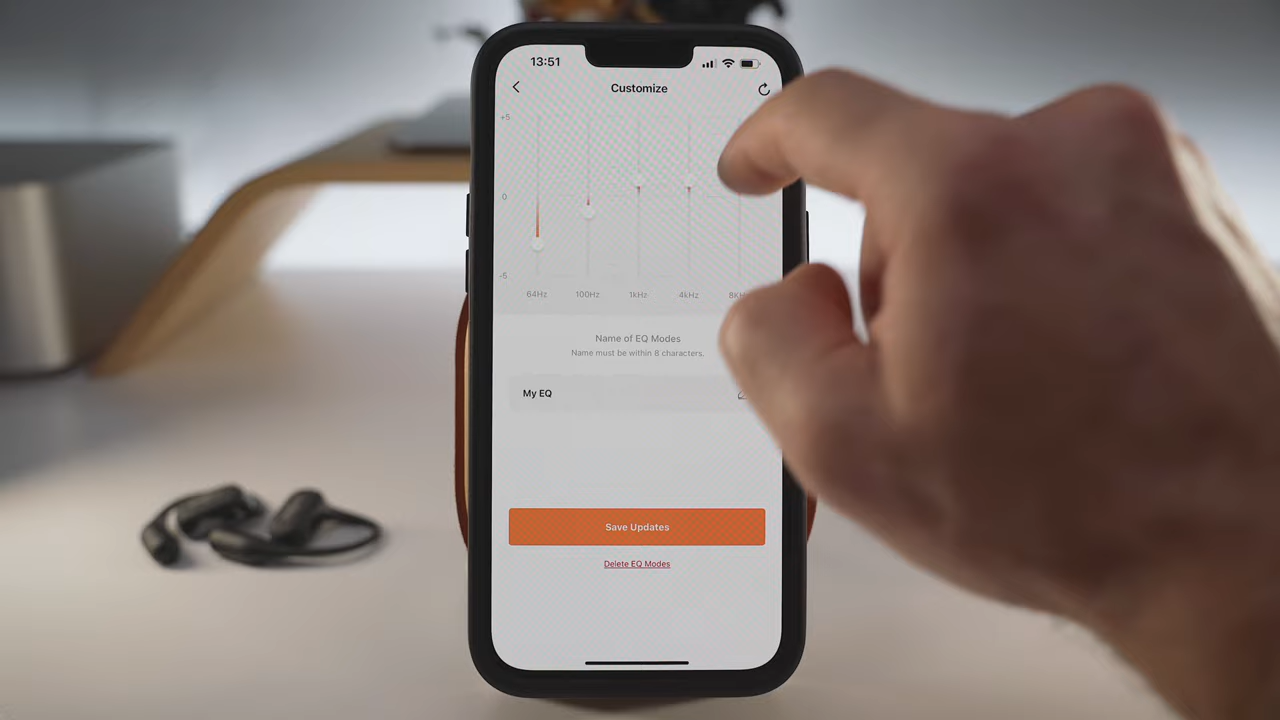 13:51
Customize
+5
0
-5
64Hz 100Hz 1kHz 4kHz
Name of EQ Modes
Name must be within 8 characters.
My EQ
Save Updates
Delete EQ Modes